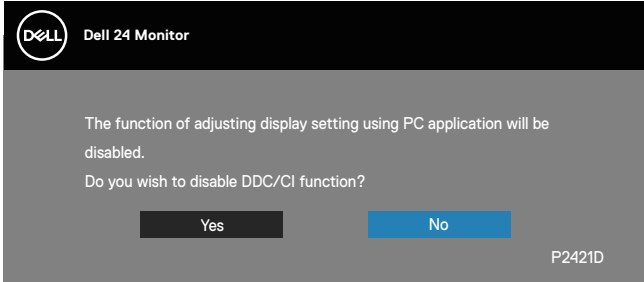 DELL
Dell 24 Monitor
The function of adjusting display setting using PC application will be
disabled.
Do you wish to disable DDC/CI function?
Yes No
P2421D